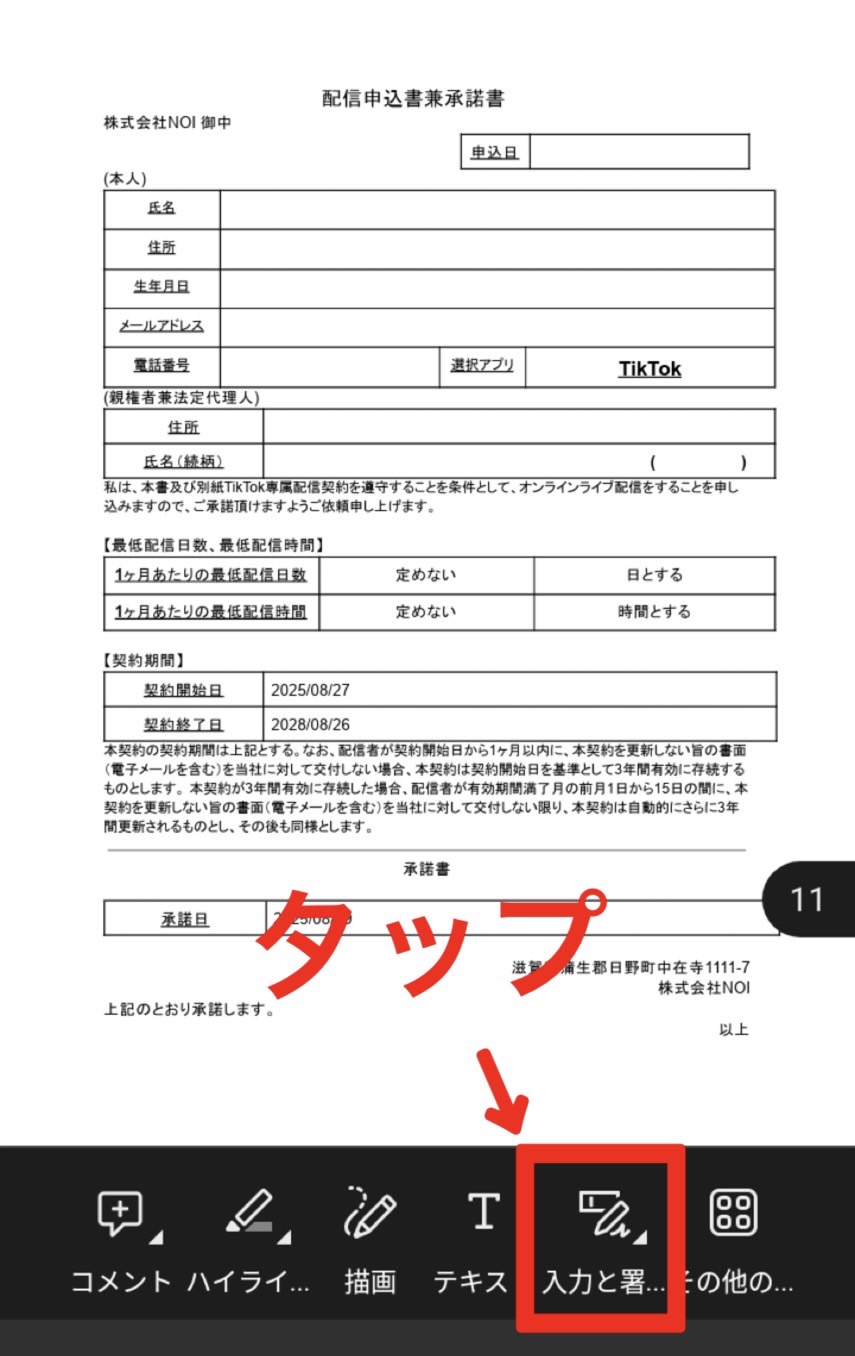 配信申込書兼承諾書
株式会社NOI 御中
申込日
(本人)
氏名
住所
生年月日
メールアドレス
電話番号 選択アプリ TikTok
(親権者兼法定代理人)
住所
氏名(続柄) ( )
私は、本書及び別紙TikTok専属配信契約を遵守することを条件として、オンラインライブ配信をすることを申し
込みますので、ご承諾頂けますようご依頼申し上げます。
【最低配信日数、最低配信時間】
1ヶ月あたりの最低配信日数 定めない 日とする
1ヶ月あたりの最低配信時間 定めない 時間とする
【契約期間】
契約開始日 2025/08/27
契約終了日 2028/08/26
本契約の契約期間は上記とする。なお、配信者が契約開始日から1ヶ月以内に、本契約を更新しない旨の書面
(電子メールを含む)を当社に対して交付しない場合、本契約は契約開始日を基準として3年間有効に存続する
ものとします。本契約が3年間有効に存続した場合、配信者が有効期間満了月の前月1日から15日の間に、本
契約を更新しない旨の書面(電子メールを含む)を当社に対して交付しない限り、本契約は自動的にさらに3年
間更新されるものとし、その後も同様とします。
承諾書
11
承諾日
タップ
蒲生郡日野町中在寺1111-7
株式会社NOI
上記のとおり承諾します。
以上
コメント ハイライ... 描画 テキス 入力と署... その他の...